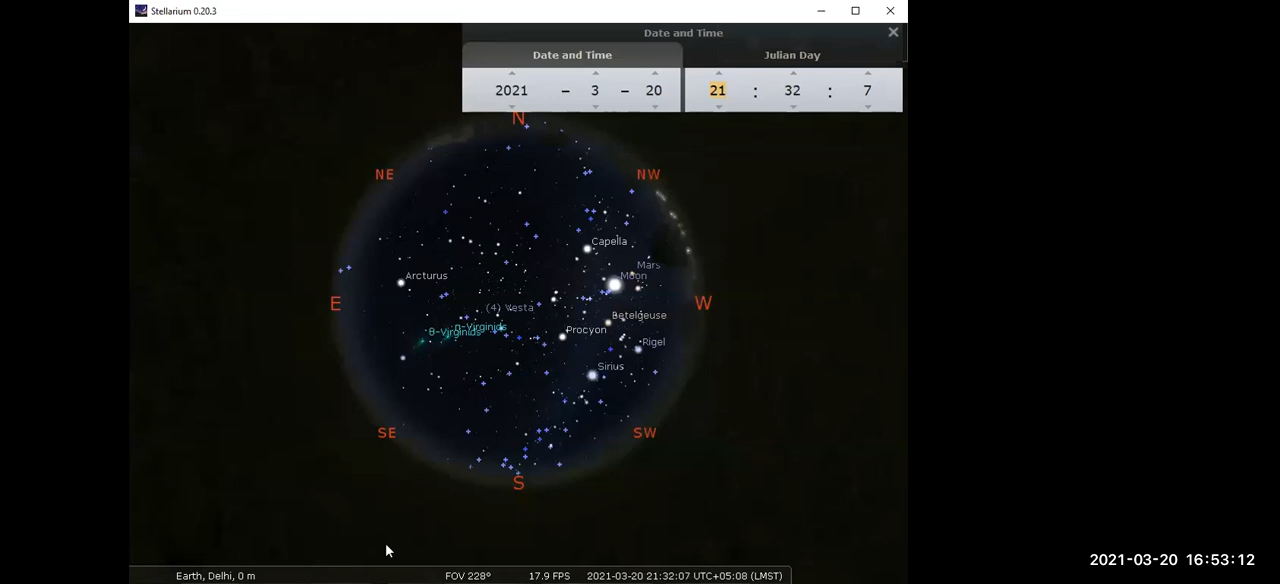 Stellarium 0.20.3
Date and Time
Date and Time
Julian Day
2021 - 3 - 20 21 : 32 : 7
N
NE
NW
Capella
Mars
Moon
Arcturus
E
W
(4) Vesta
Betelgeuse
η-Virginids
θ-Virginids
Procyon
Rigel
Sirius
SE
SW
S
2021-03-20 16:53:12
Earth, Delhi, 0 m FOV 228° 17.9 FPS 2021-03-20 21:32:07 UTC+05:08 (LMST)